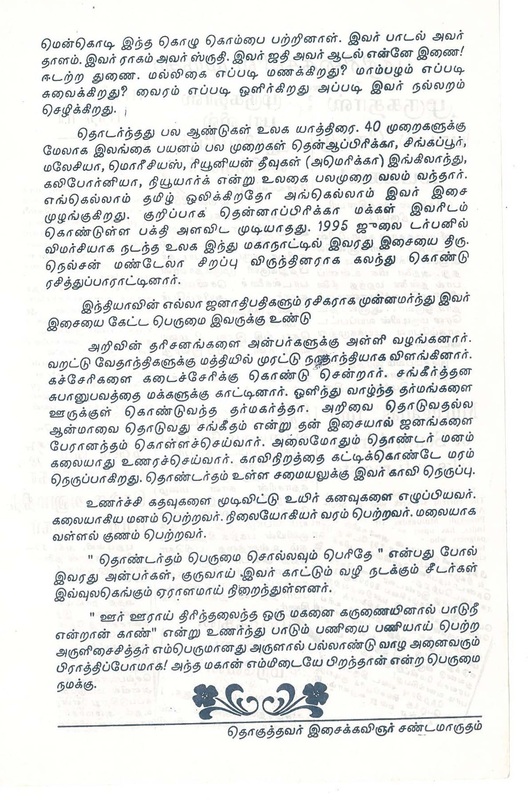 மென்கொடி இந்த கொழு கொம்பை பற்றினாள். இவர் பாடல் அவர்
தாளம். இவர் ராகம் அவர் ஸ்ருதி. இவர் ஜதி அவர் ஆடல் என்னே இணை!
ஈடற்ற துணை. மல்லிகை எப்படி மணக்கிறது? மாம்பழம் எப்படி
சுவைக்கிறது? வைரம் எப்படி ஒளிர்கிறது அப்படி இவர் நல்லறம்
செழிக்கிறது.
தொடர்ந்தது பல ஆண்டுகள் உலக யாத்திரை. 40 முறைகளுக்கு
மேலாக இலங்கை பயணம் பல முறைகள் தென்ஆப்பிரிக்கா, சிங்கப்பூர்,
மலேசியா, மொரீசியஸ், ரியூனியன் தீவுகள் (அமெரிக்கா) இங்கிலாந்து,
கலிபோர்னியா, நியூயார்க் என்று உலகை பலமுறை வலம் வந்தார்.
எங்கெல்லாம் தமிழ் ஒலிக்கிறதோ அங்கெல்லாம் இவர் இசை
முழங்குகிறது. குறிப்பாக தென்னாப்பிரிக்கா மக்கள் இவரிடம்
கொண்டுள்ள பக்தி அளவிட முடியாதது. 1995 ஜுலை டர்பனில்
விமர்சியாக நடந்த உலக இந்து மகாநாட்டில் இவரது இசையை திரு.
நெல்சன் மண்டேலா சிறப்பு விருந்தினராக கலந்து கொண்டு
ரசித்துப்பாராட்டினார்.
இந்தியாவின் எல்லா ஜனாதிபதிகளும் ரசிகராக முன்னமர்ந்து இவர்
இசையை கேட்ட பெருமை இவருக்கு உண்டு
அறிவின் தரிசனங்களை அன்பர்களுக்கு அள்ளி வழங்கனார்.
வறட்டு வேதாந்திகளுக்கு மத்தியில் முரட்டு விளங்கினார்.
கச்சேரிகளை கடைச்சேரிக்கு கொண்டு சென்றார். சங்கீர்த்தன
சுபானுபவத்தை மக்களுக்கு காட்டினார். ஒளிந்து வாழ்ந்த தர்மங்களை
ஊருக்குள் கொண்டுவந்த தர்மகர்த்தா. அறிவை தொடுவதல்ல
ஆன்மாவை தொடுவது சங்கீதம் என்று தன் இசையால் ஜனங்களை
பேரானந்தம் கொள்ளச்செய்வார். அலைமோதும் தொண்டர் மனம்
கலையாது உணரச்செய்வார். காவிநிறத்தை கட்டிக்கொண்டே மரம்
நெருப்பாகிறது. தொண்டர்தம் உள்ள சமையலுக்கு இவர் காவி நெருப்பு.
உணர்ச்சி கதவுகளை மூடிவிட்டு உயிர் கனவுகளை எழுப்பியவர்.
கலையாகிய மனம் பெற்றவர். நிலையோகியர் வரம் பெற்றவர். மலையாக
வள்ளல் குணம் பெற்றவர்.
" தொண்டர்தம் பெருமை சொல்லவும் பெரிதே " என்பது போல்
இவரது அன்பர்கள், குருவாய் இவர் காட்டும் வழி நடக்கும் சீடர்கள்
இவ்வுலகெங்கும் ஏராளமாய் நிறைந்துள்ளனர்.
" ஊர் ஊராய் திரிந்தலைந்த ஒரு மகனை கருணையினால் பாடுநீ
என்றான் காண்" என்று உணர்ந்து பாடும் பணியை பணியாய் பெற்ற
அருளிசைசித்தர் எம்பெருமானது அருளால் பல்லாண்டு வாழ அனைவரும்
பிராத்திப்போமாக! அந்த மகான் எம்மிடையே பிறந்தான் என்ற பெருமை
நமக்கு.
தொகுத்தவர் இசைக்கவிஞர் சண்டமாருதம்